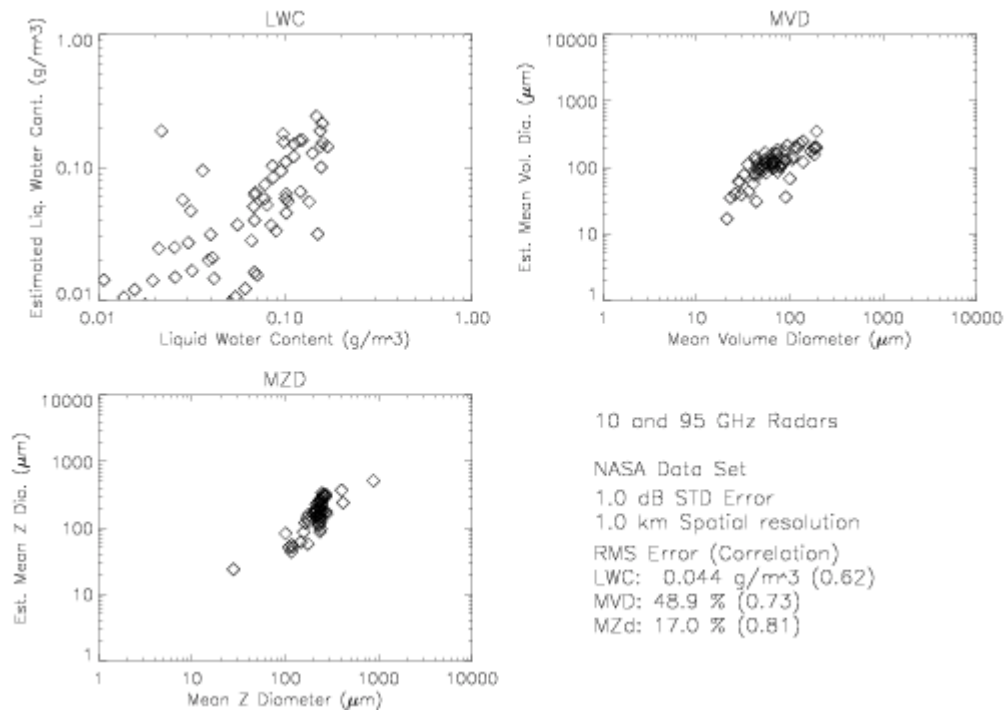 LWC
Estimated Liq. Water Cont. (g/m^3)
1.00
0.10
0.01
0.01
0.10
1.00
Liquid Water Content (g/m^3)
MVD
Est. Mean Vol. Dia. (μm)
10000
1000
100
10
1
1
10
100
1000
10000
Mean Volume Diameter (μm)
MZD
Est. Mean Z Dia. (μm)
10000
1000
100
10
1
1
10
100
1000
10000
Mean Z Diameter (μm)
10 and 95 GHz Radars
NASA Data Set
1.0 dB STD Error
1.0 km Spatial resolution
RMS Error (Correlation)
LWC: 0.044 g/m^3 (0.62)
MVD: 48.9 % (0.73)
MZd: 17.0 % (0.81)